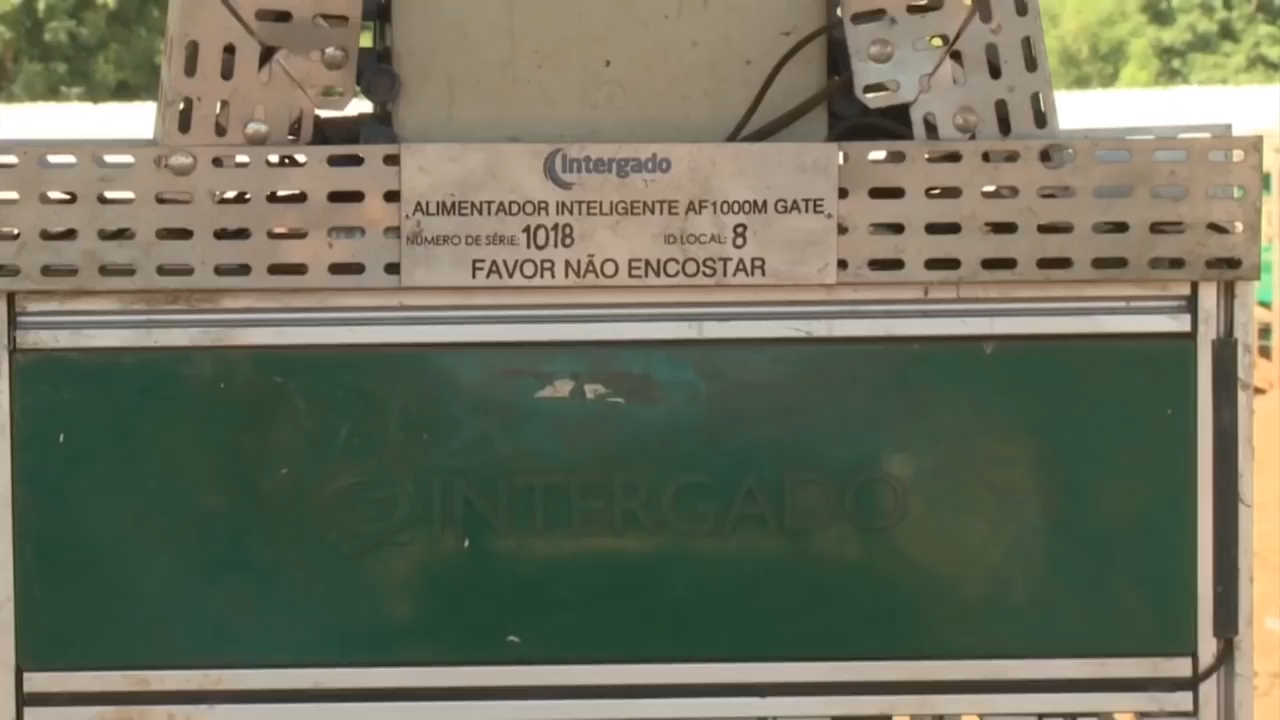 Intergado
ALIMENTADOR INTELIGENTE AF1000M GATE
NÚMERO DE SÉRIE: 1018 ID LOCAL: 8
FAVOR NÃO ENCOSTAR
INTERGADO